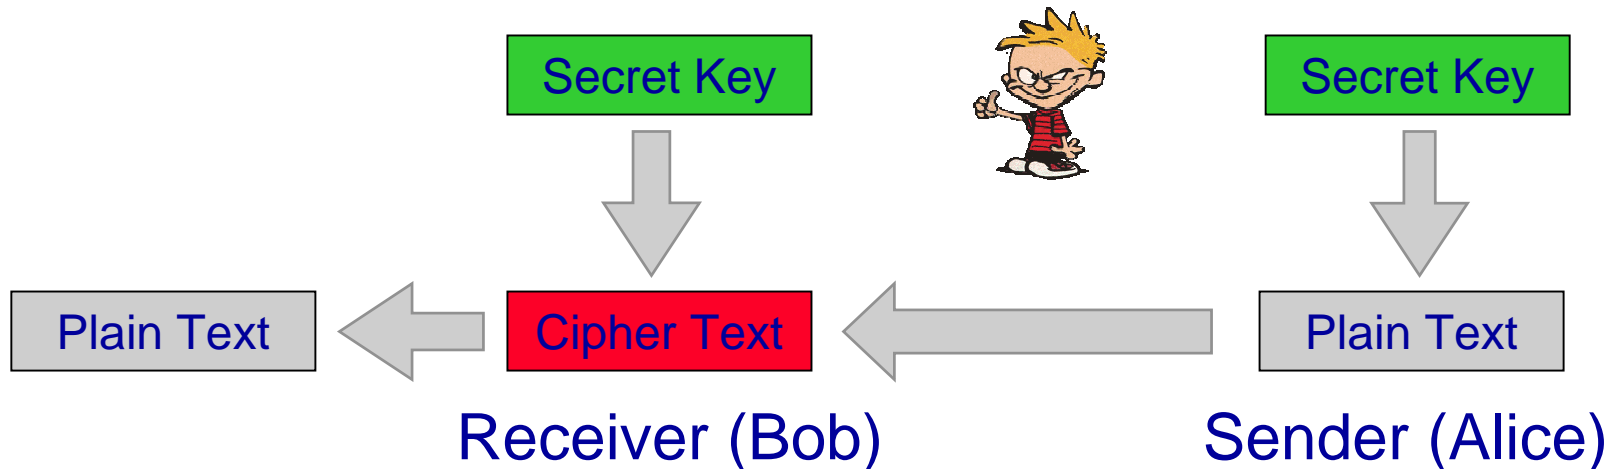 Secret Key
Secret Key
Plain Text
Cipher Text
Plain Text
Receiver (Bob)
Sender (Alice)